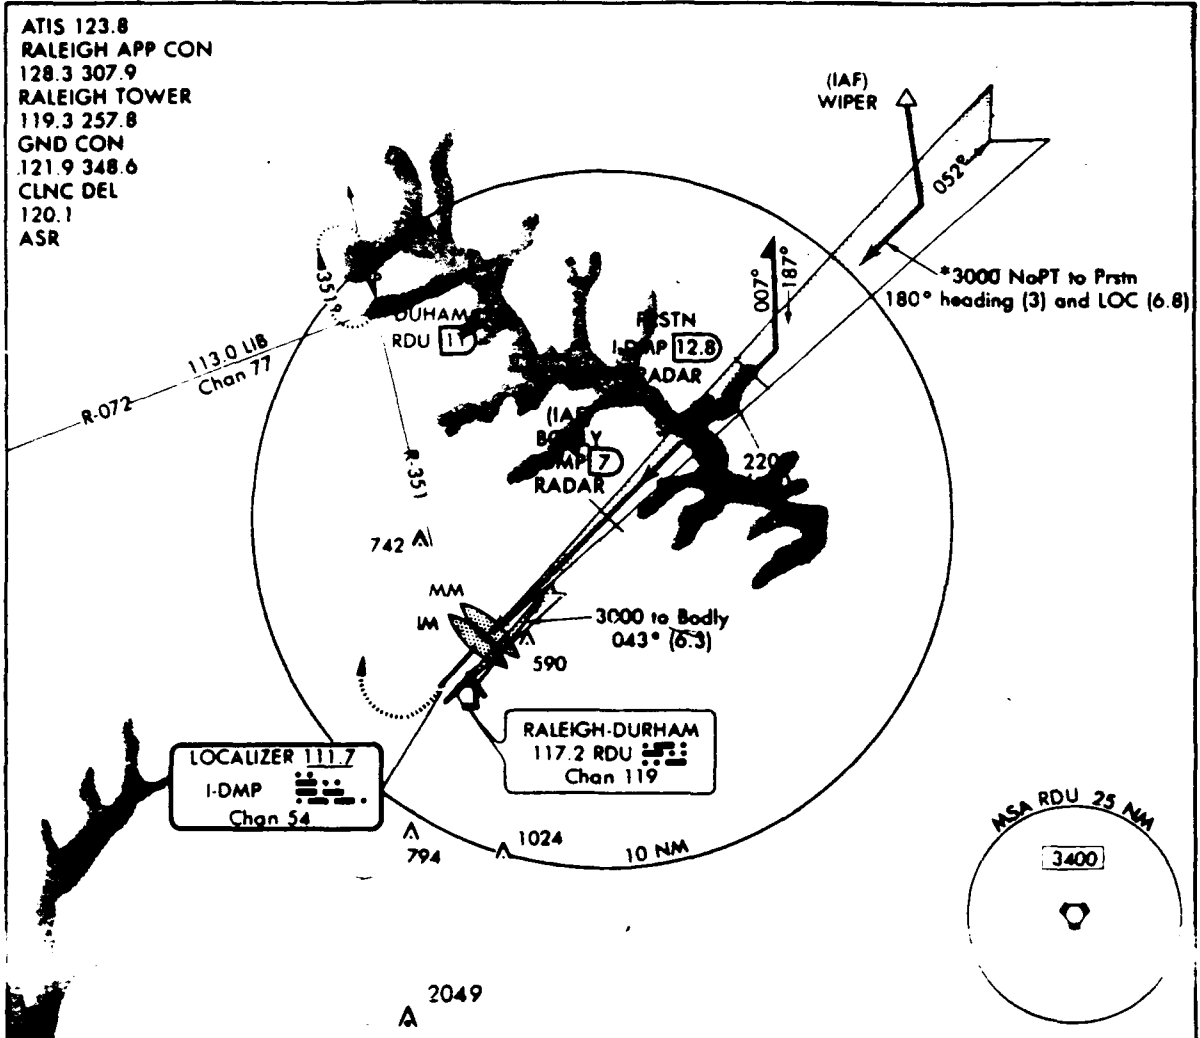 ATIS 123.8
RALEIGH APP CON
128.3 307.9
RALEIGH TOWER
119.3 257.8
GND CON
121.9 348.6
CLNC DEL
120.1
ASR
(IAF)
WIPER
052°
*3000 NoPT to Prstn
180° heading (3) and LOC (6.8)
007°
187°
351°
DUHAM
RDU 11
I-DMP 12.8
RADAR
113.0 LIB
Chan 77
R-072
R-351
7
RADAR
220
742
MM
IM
3000 to Bodly
043° (6.3)
590
RALEIGH-DURHAM
117.2 RDU
Chan 119
LOCALIZER 111.7
I-DMP
Chan 54
794
1024
10 NM
MSA RDU 25 NM
3400
2049